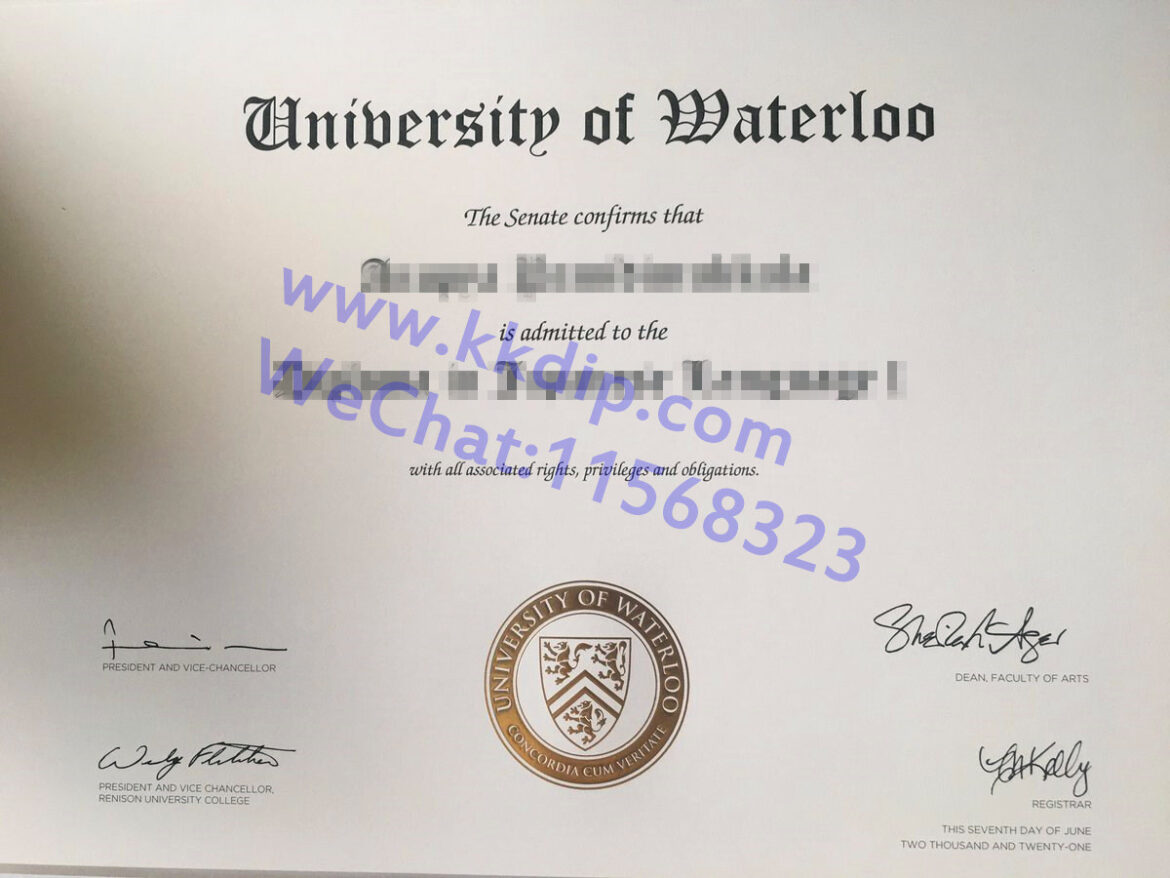 University of Waterloo
The Senate confirms that
is admitted to the
with all associated rights, privileges and obligations.
www.kkdip.com
WeChat:11568323
UNIVERSITY OF WATERLOO
CONCORDIA CUM VERITATE
PRESIDENT AND VICE-CHANCELLOR
DEAN, FACULTY OF ARTS
PRESIDENT AND VICE CHANCELLOR,
RENISON UNIVERSITY COLLEGE
REGISTRAR
THIS SEVENTH DAY OF JUNE
TWO THOUSAND AND TWENTY-ONE